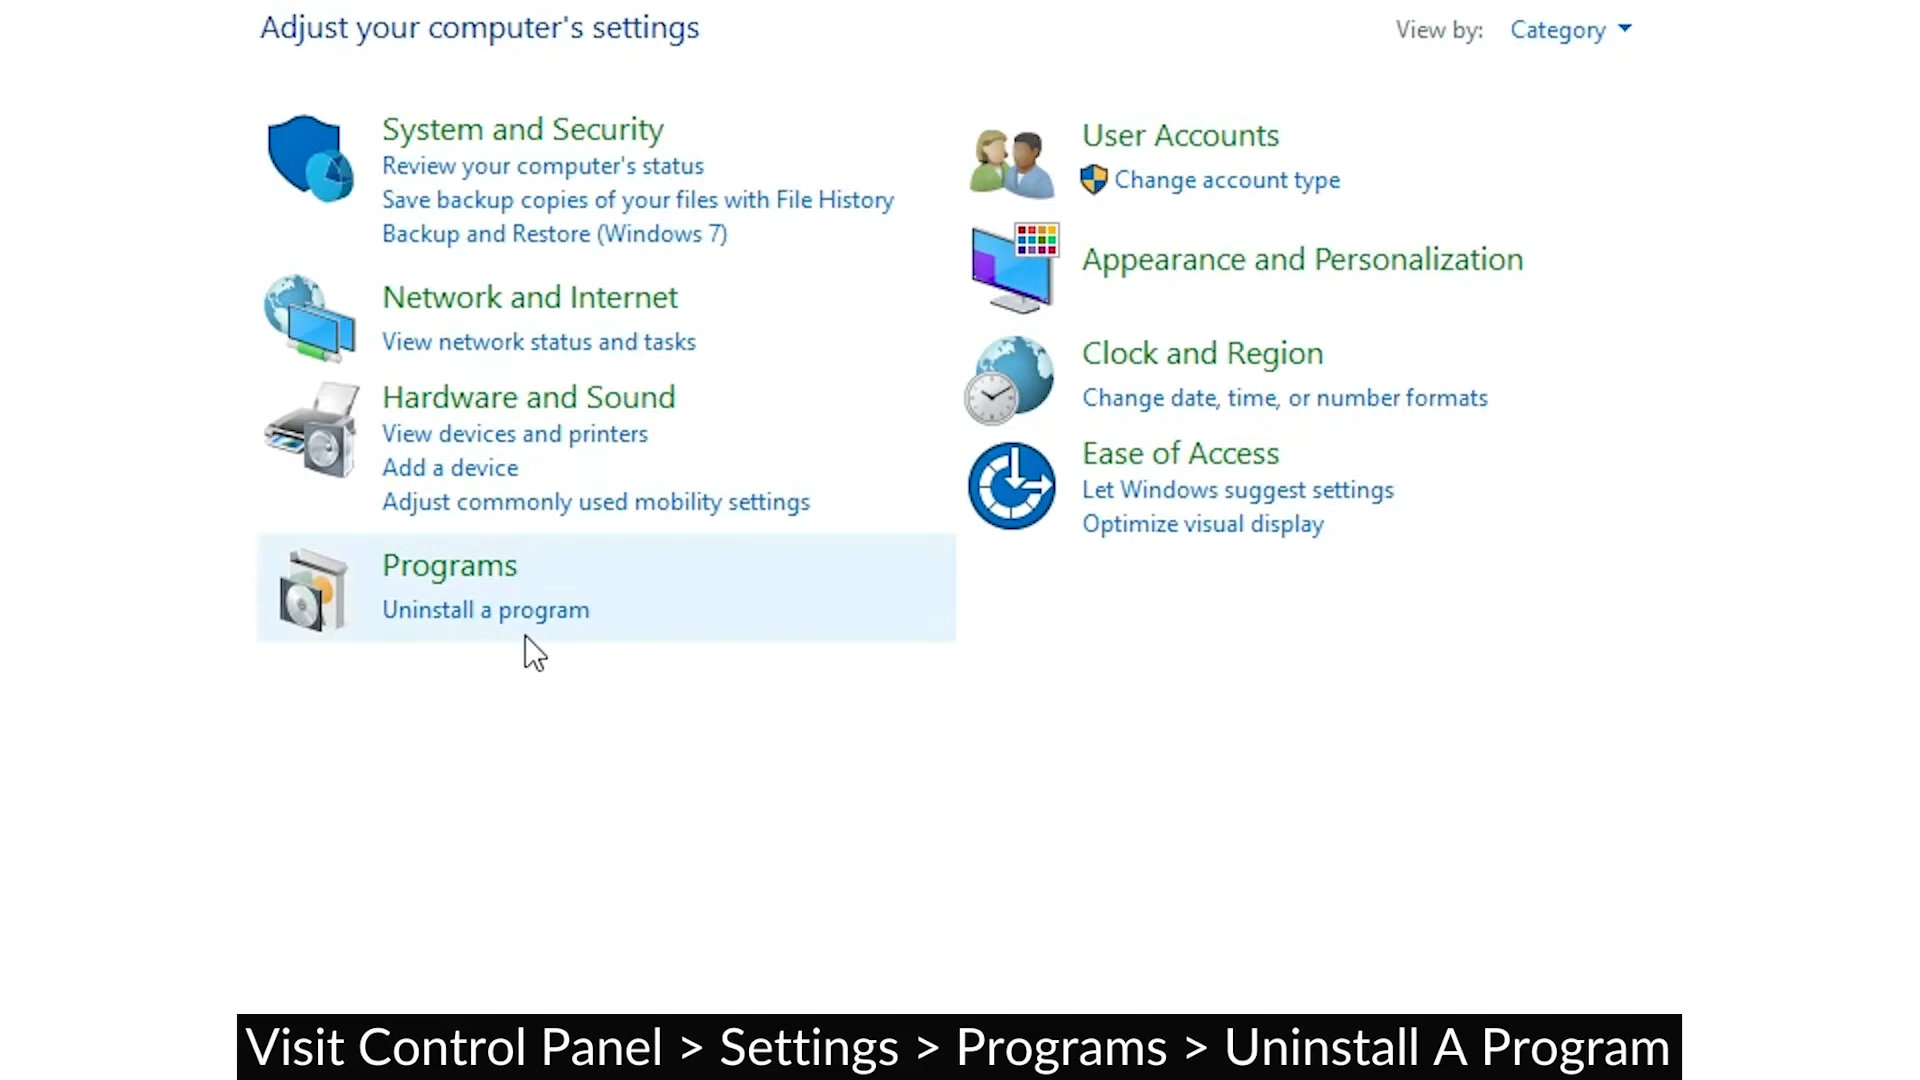 Adjust your computer's settings
View by: Category
System and Security
Review your computer's status
Save backup copies of your files with File History
Backup and Restore (Windows 7)
Network and Internet
View network status and tasks
Hardware and Sound
View devices and printers
Add a device
Adjust commonly used mobility settings
Programs
Uninstall a program
User Accounts
Change account type
Appearance and Personalization
Clock and Region
Change date, time, or number formats
Ease of Access
Let Windows suggest settings
Optimize visual display
Visit Control Panel > Settings > Programs > Uninstall A Program